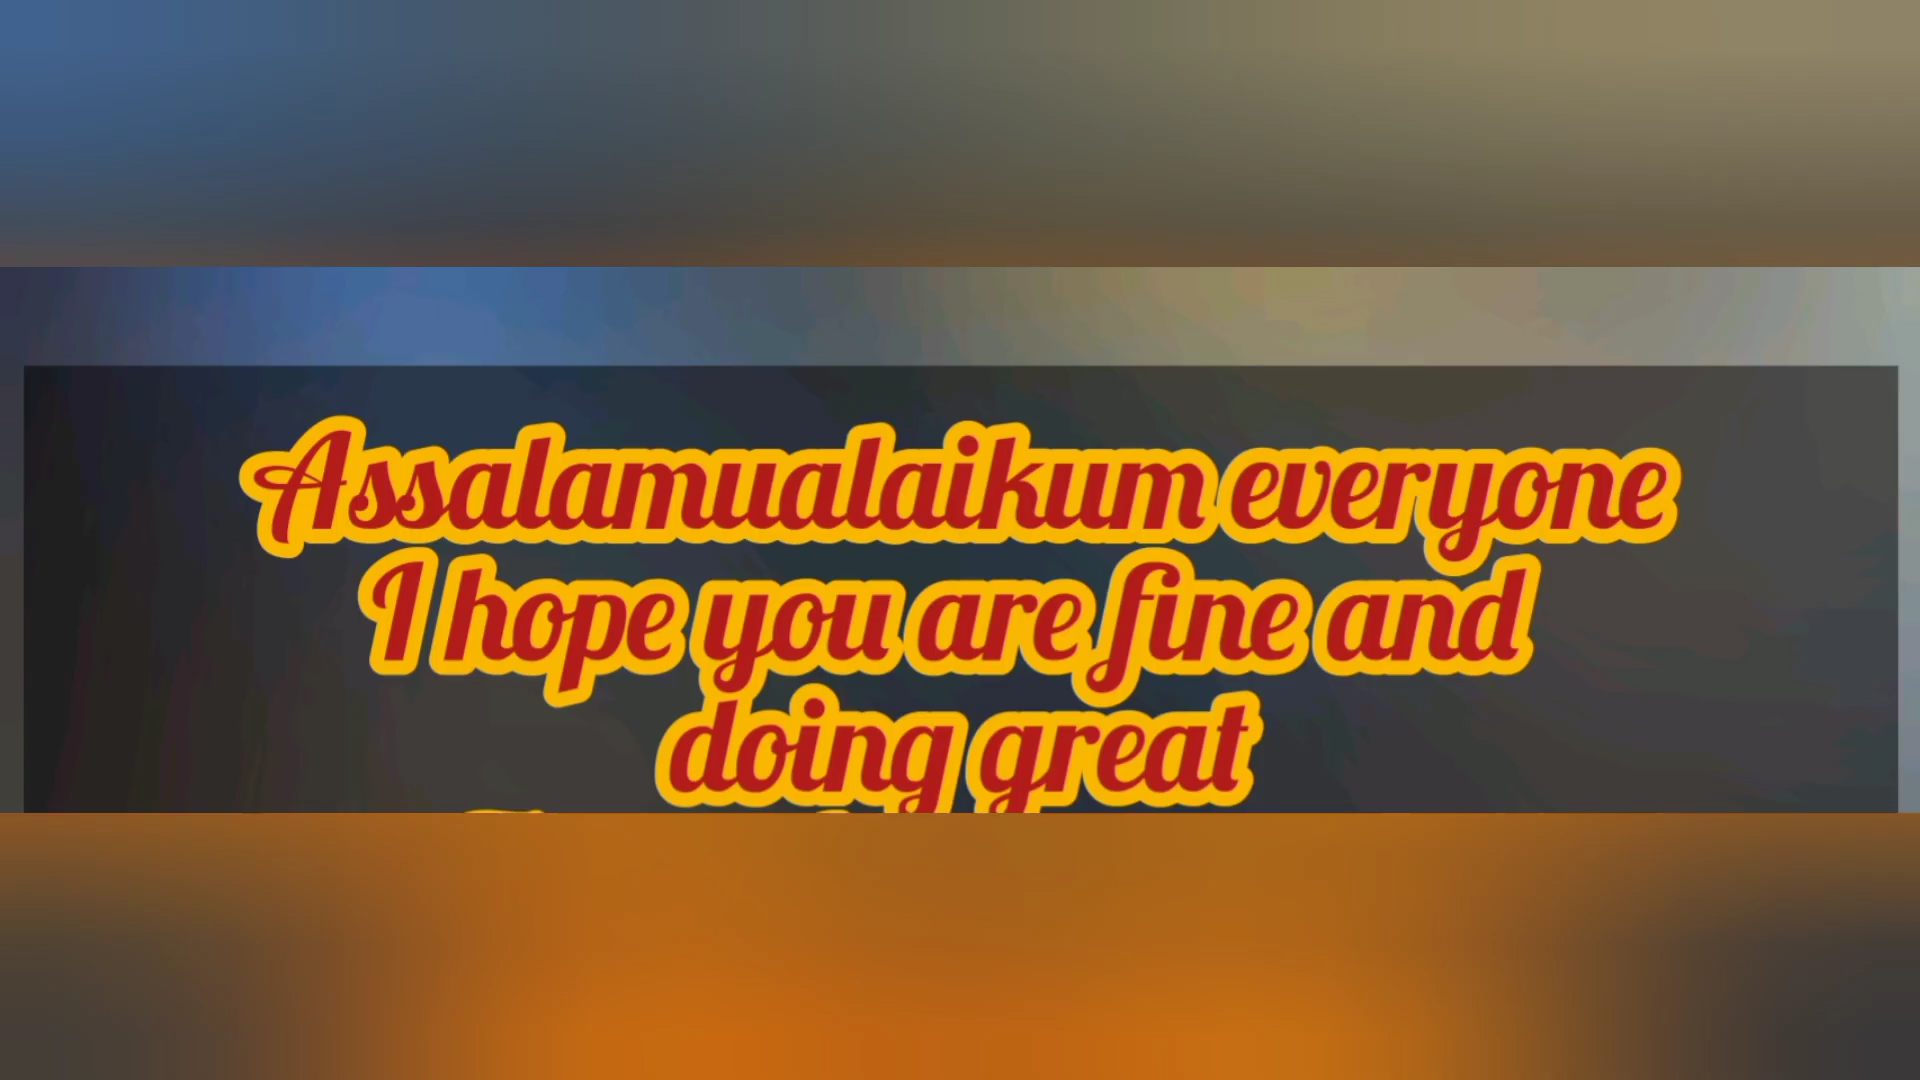 Assalamualaikum everyone
I hope you are fine and
doing great